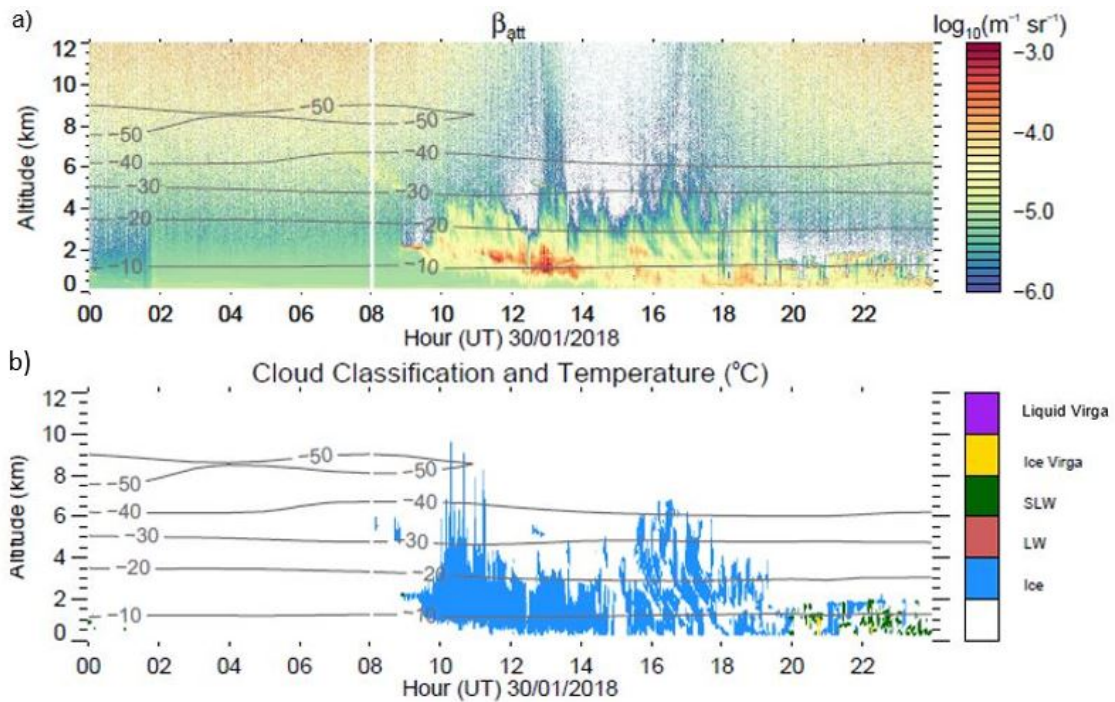 a)
β_att
log₁₀(m⁻¹ sr⁻¹)
12
10
8
6
4
2
0
Altitude (km)
−50
−50
−50
−40
−40
−30
−30
−20
−20
−10
−10
−3.0
−4.0
−5.0
−6.0
00 02 04 06 08 10 12 14 16 18 20 22
Hour (UT) 30/01/2018
b)
Cloud Classification and Temperature (°C)
12
10
8
6
4
2
0
Altitude (km)
−50
−50
−50
−40
−40
−30
−30
−20
−20
−10
−10
Liquid Virga
Ice Virga
SLW
LW
Ice
00 02 04 06 08 10 12 14 16 18 20 22
Hour (UT) 30/01/2018